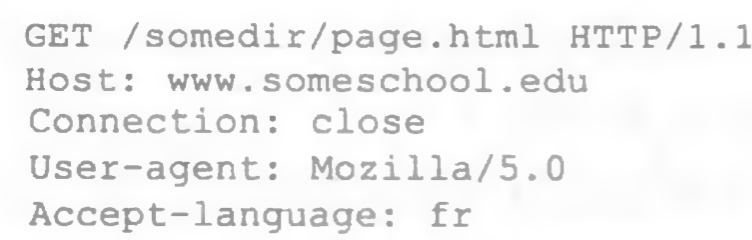 GET /somedir/page.html HTTP/1.1
Host: www.someschool.edu
Connection: close
User-agent: Mozilla/5.0
Accept-language: fr